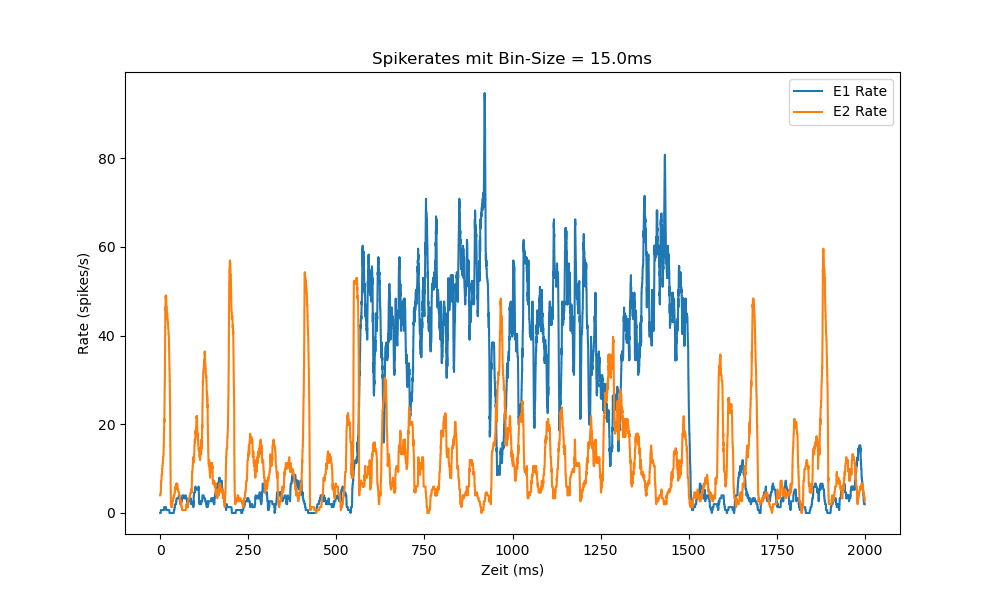 Spikerates mit Bin-Size = 15.0ms
E1 Rate
E2 Rate
Rate (spikes/s)
80
60
40
20
0
0 250 500 750 1000 1250 1500 1750 2000
Zeit (ms)